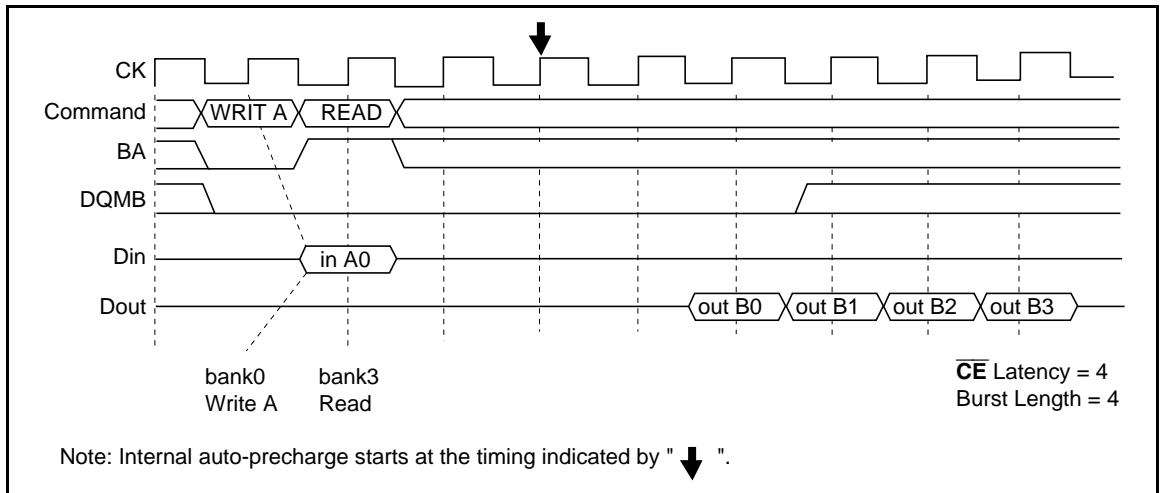 CK
Command WRIT A READ
BA
DQMB
Din in A0
Dout out B0 out B1 out B2 out B3
bank0 bank3
Write A Read
CE Latency = 4
Burst Length = 4
Note: Internal auto-precharge starts at the timing indicated by " ".